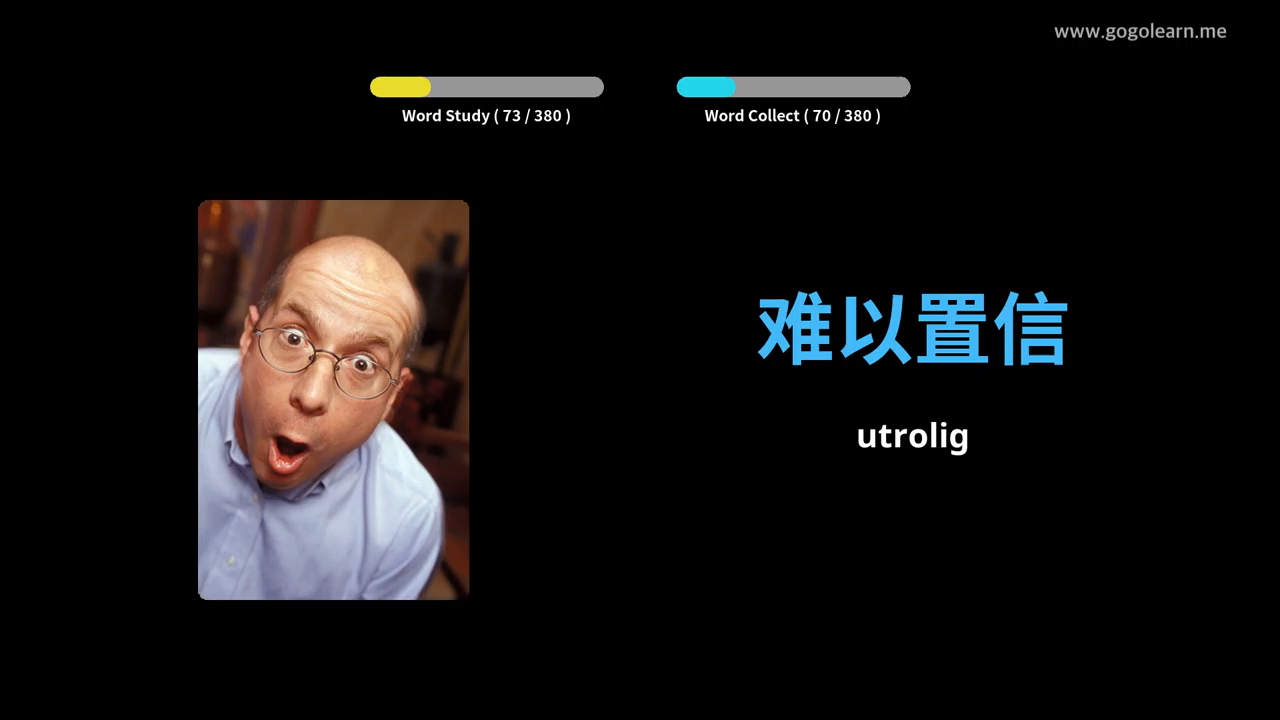 www.gogolearn.me
Word Study ( 73 / 380 )
Word Collect ( 70 / 380 )
难以置信
utrolig